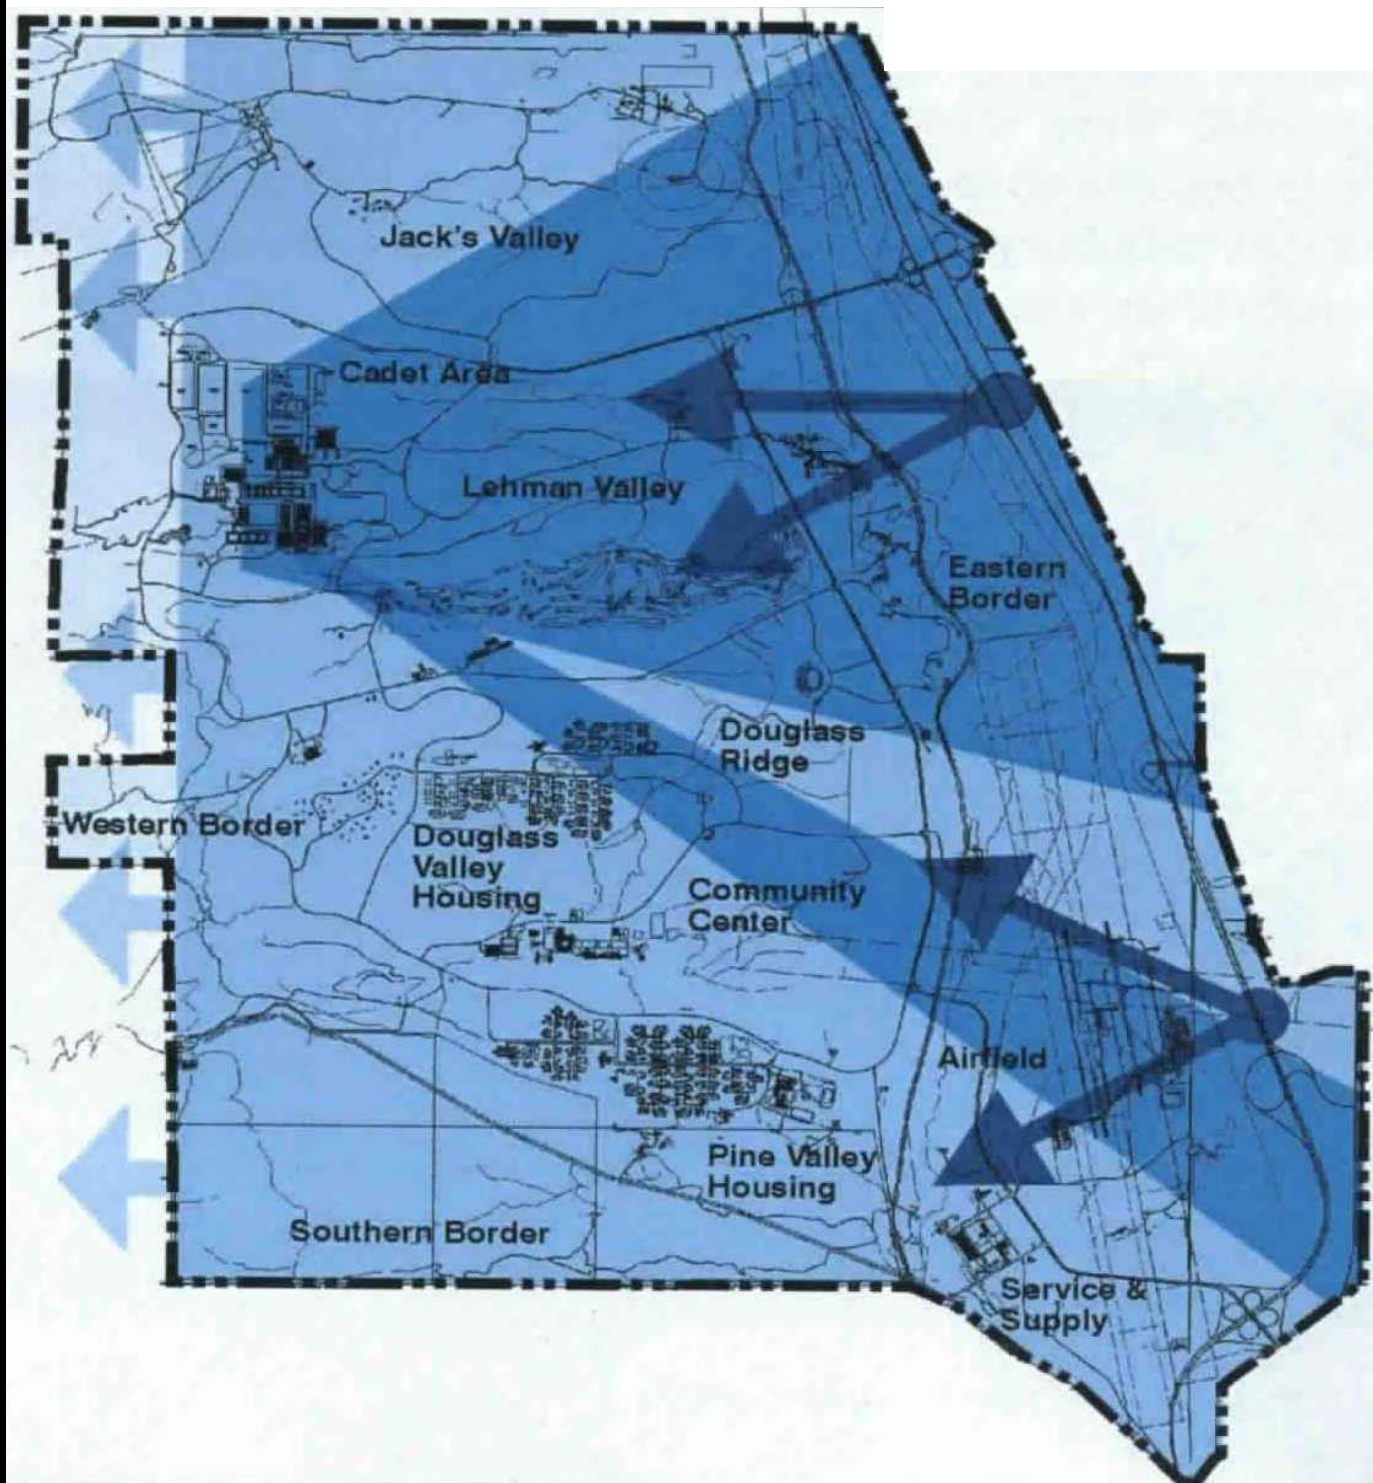 Jack's Valley
Cadet Area
Lehman Valley
Eastern
Border
Douglass
Ridge
Western Border
Douglass
Valley
Housing
Community
Center
Airfield
Pine Valley
Housing
Southern Border
Service &
Supply